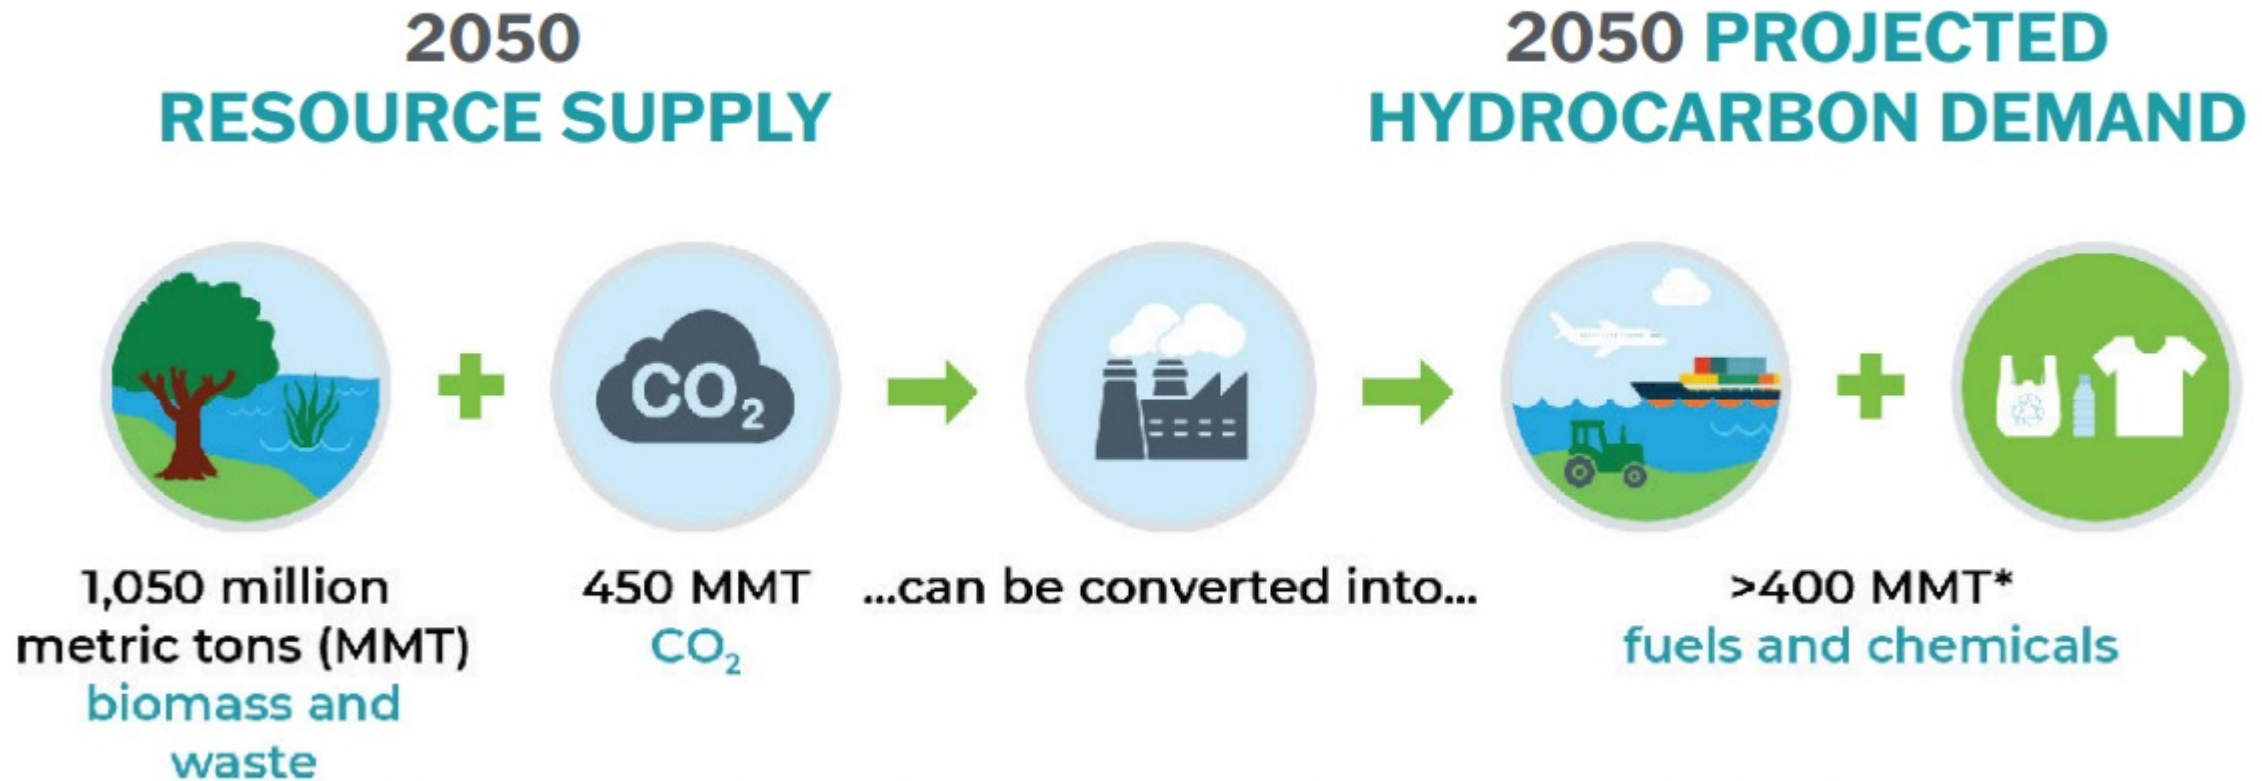 2050
RESOURCE SUPPLY
2050 PROJECTED
HYDROCARBON DEMAND
CO₂
1,050 million
metric tons (MMT)
biomass and
waste
450 MMT
CO₂
...can be converted into...
>400 MMT*
fuels and chemicals